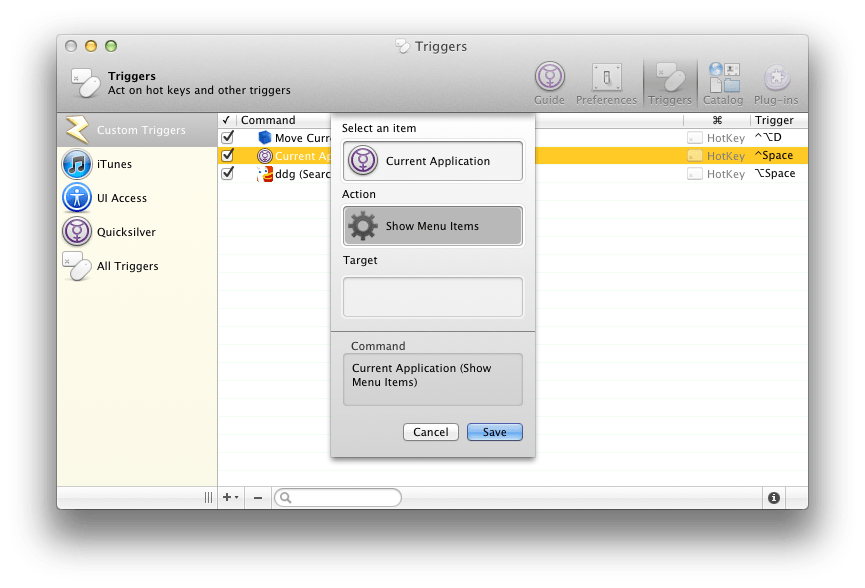 Triggers
Triggers
Act on hot keys and other triggers
Guide
Preferences
Triggers
Catalog
Plug-ins
Custom Triggers
iTunes
UI Access
Quicksilver
All Triggers
✓ Command ⌘ Trigger
Move Curr HotKey ^⌥D
Current Ap HotKey ^Space
ddg (Searc HotKey ⌥Space
Select an item
Current Application
Action
Show Menu Items
Target
Command
Current Application (Show
Menu Items)
Cancel
Save